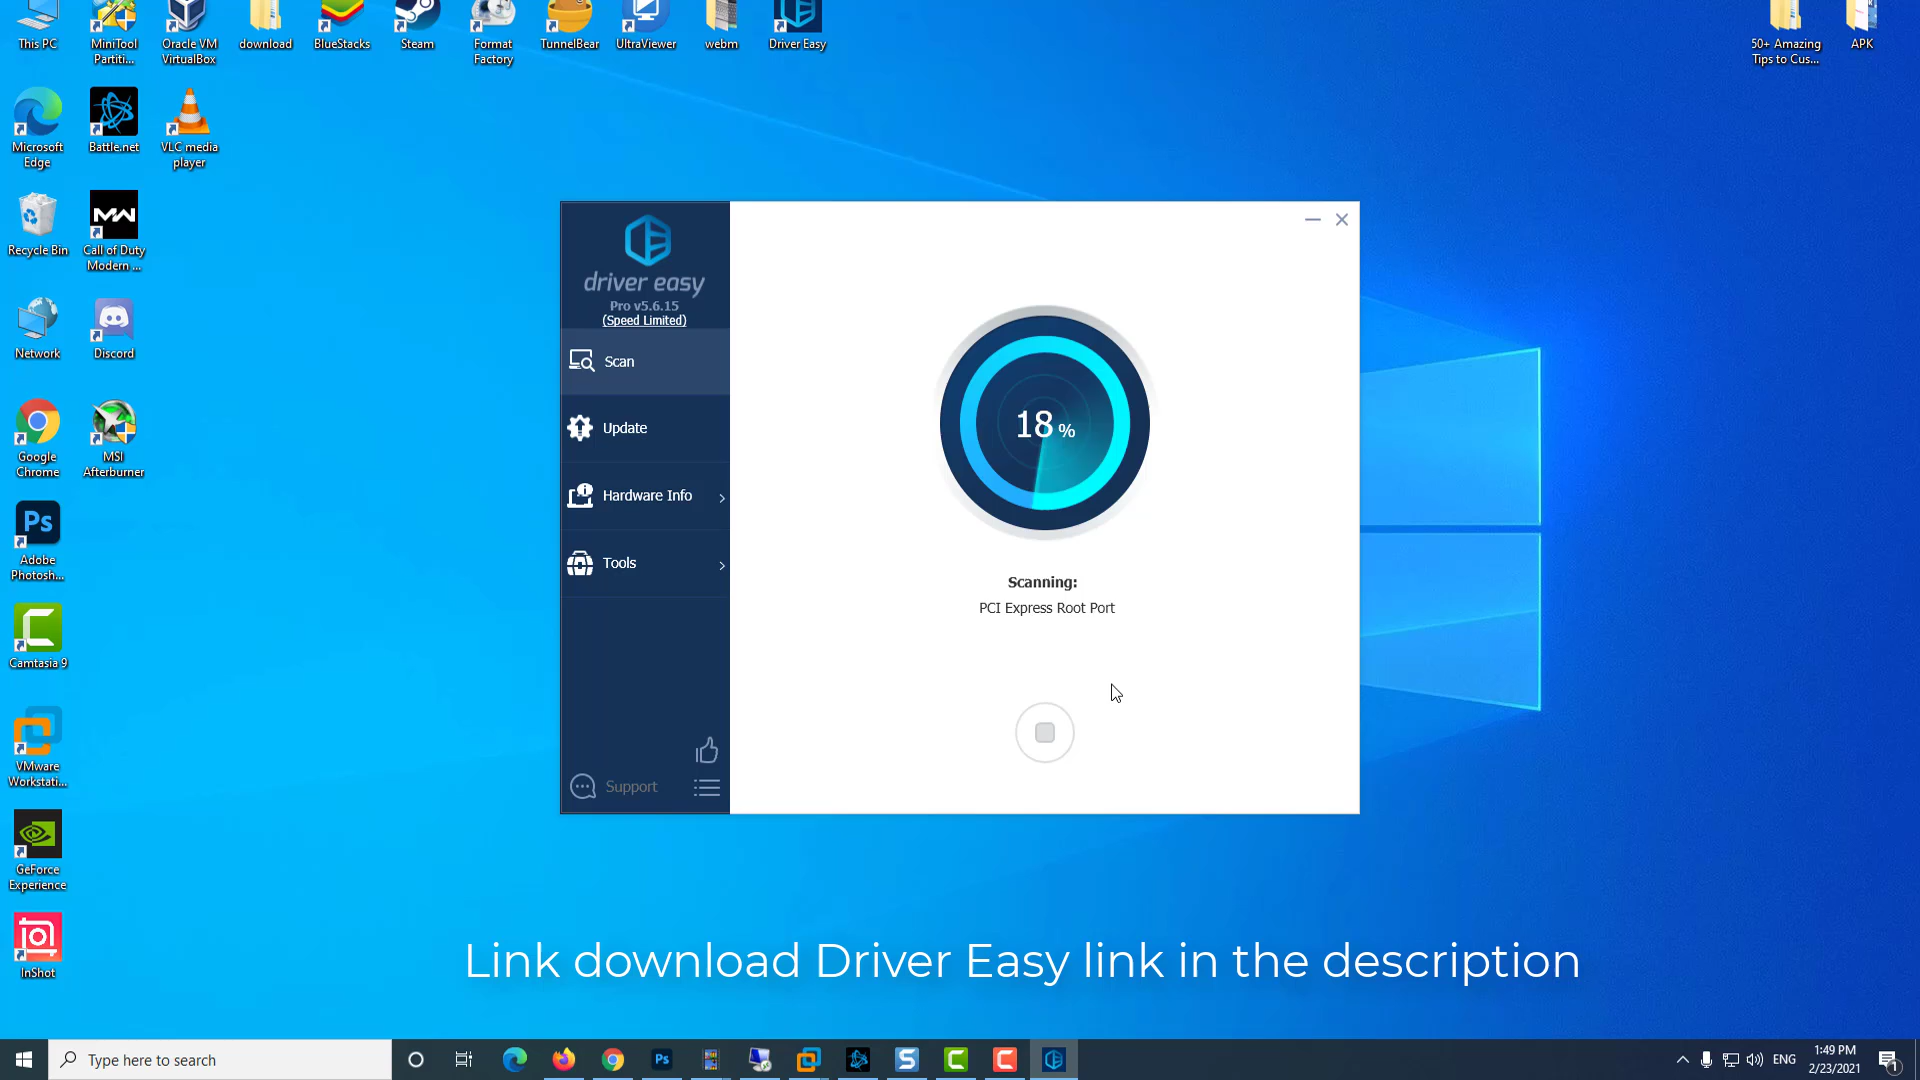 This PC
MiniTool
Partiti...
Oracle VM
VirtualBox
download
BlueStacks
Steam
Format
Factory
TunnelBear
UltraViewer
webm
Driver Easy
50+ Amazing
Tips to Cus...
APK
Microsoft
Edge
Battle.net
VLC media
player
Recycle Bin
Call of Duty
Modern ...
Network
Discord
Google
Chrome
MSI
Afterburner
Adobe
Photosh...
Camtasia 9
VMware
Workstati...
GeForce
Experience
InShot
driver easy
Pro v5.6.15
(Speed Limited)
Scan
Update
Hardware Info
Tools
Support
18 %
Scanning:
PCI Express Root Port
Link download Driver Easy link in the description
Type here to search
ENG
1:49 PM
2/23/2021
1